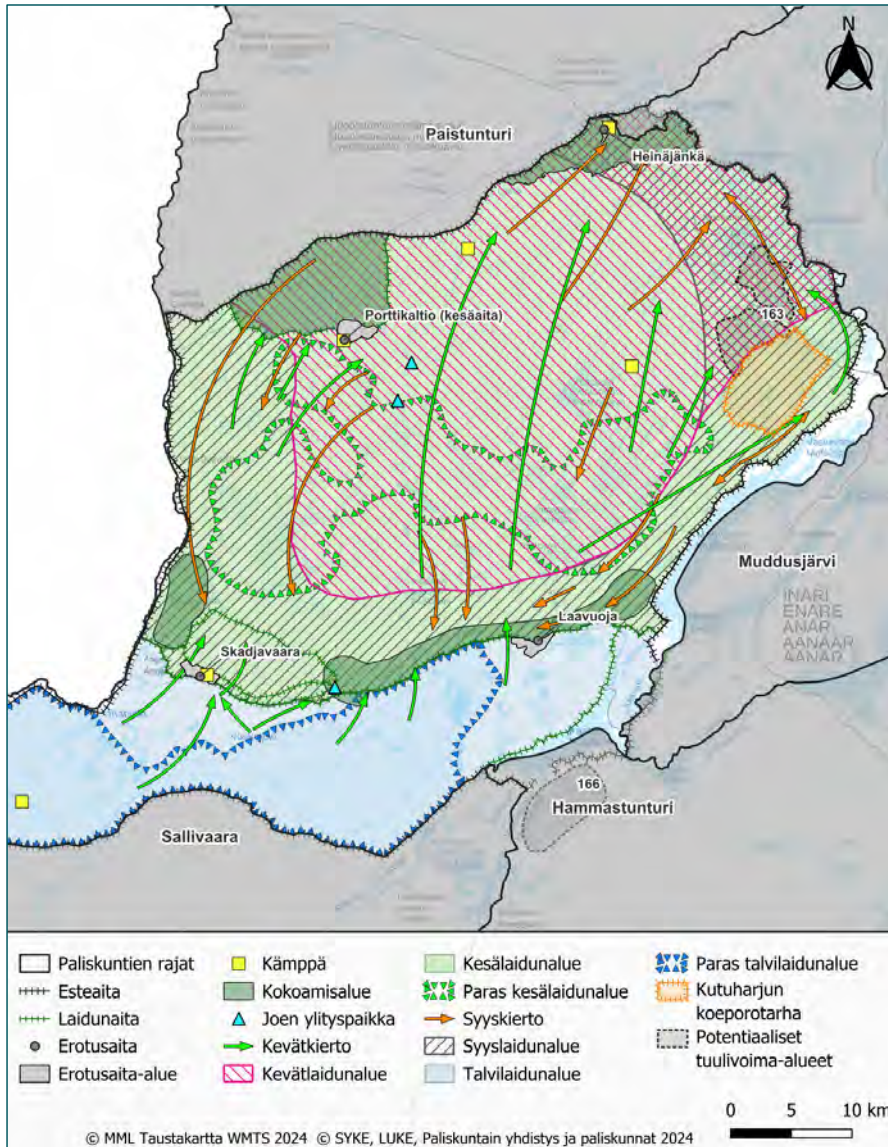 N
Paistunturi
Heinäjänkä
163
Porttikaltio (kesäaita)
Muddusjärvi
INARI
ENARE
ANAR
AANAAR
AANAR
Laavuoja
Skadjavaara
166
Hammastunturi
Sallivaara
Paliskuntien rajat
Esteaita
Laidunaita
Erotusaita
Erotusaita-alue
Kämppä
Kokoamisalue
Joen ylityspaikka
Kevätkierto
Kevätlaidunalue
Kesälaidunalue
Paras kesälaidunalue
Syyskierto
Syyslaidunalue
Talvilaidunalue
Paras talvilaidunalue
Kutuharjun
koeporotarha
Potentiaaliset
tuulivoima-alueet
0 5 10 km
© MML Taustakartta WMTS 2024 © SYKE, LUKE, Paliskuntain yhdistys ja paliskunnat 2024